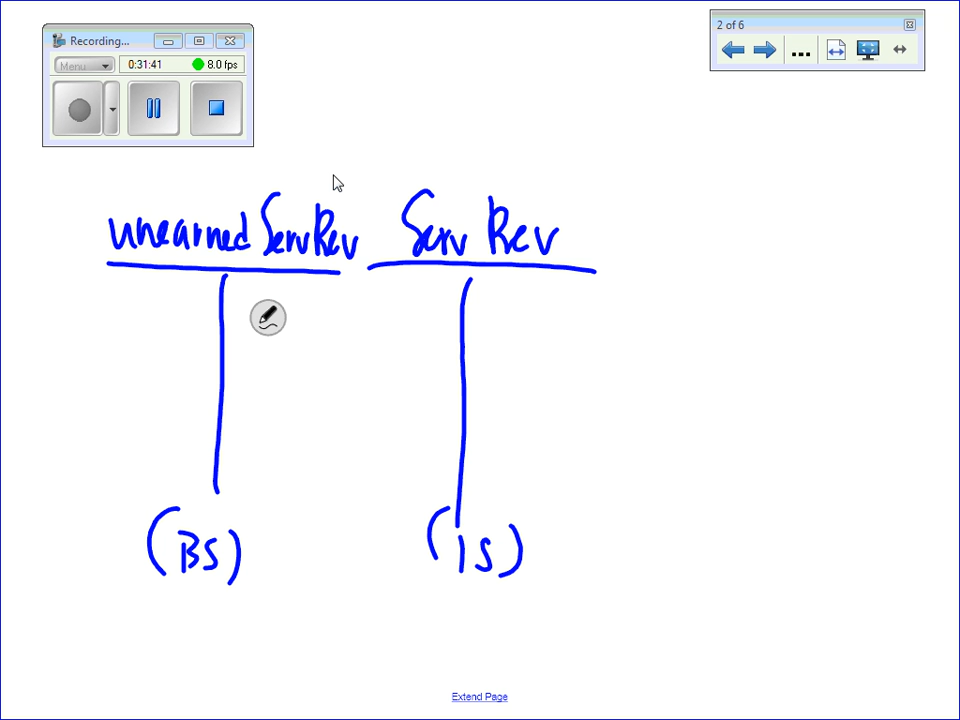 Recording...
2 of 6
Menu
0:31:41
8.0 fps
...
unearned Serv Rev
Serv Rev
(BS)
(IS)
Extend Page